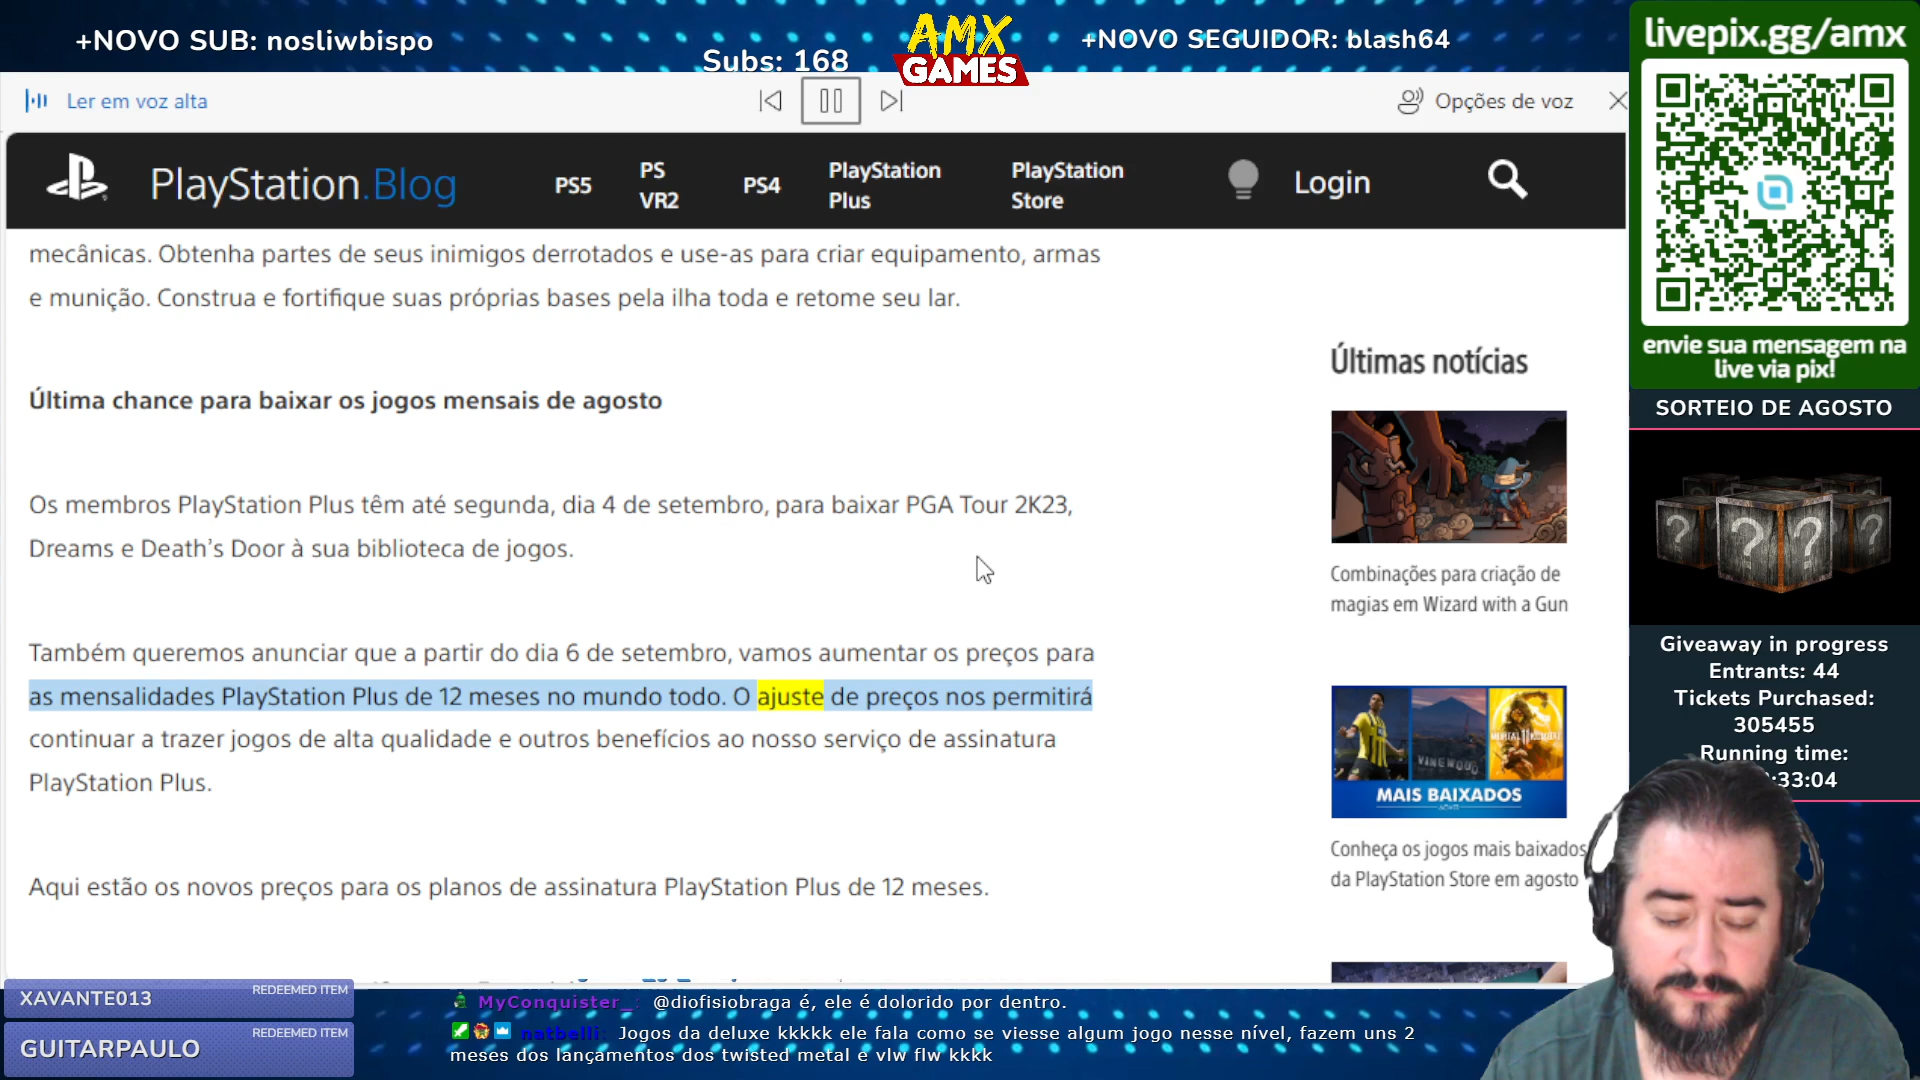 +NOVO SUB: nosliwbispo
Subs: 168
AMX
GAMES
+NOVO SEGUIDOR: blash64
livepix.gg/amx
Ler em voz alta
Opções de voz
PlayStation.Blog
PS5
PS
VR2
PS4
PlayStation
Plus
PlayStation
Store
Login
mecânicas. Obtenha partes de seus inimigos derrotados e use-as para criar equipamento, armas
e munição. Construa e fortifique suas próprias bases pela ilha toda e retome seu lar.
Última chance para baixar os jogos mensais de agosto
Os membros PlayStation Plus têm até segunda, dia 4 de setembro, para baixar PGA Tour 2K23,
Dreams e Death’s Door à sua biblioteca de jogos.
Também queremos anunciar que a partir do dia 6 de setembro, vamos aumentar os preços para
as mensalidades PlayStation Plus de 12 meses no mundo todo. O ajuste de preços nos permitirá
continuar a trazer jogos de alta qualidade e outros benefícios ao nosso serviço de assinatura
PlayStation Plus.
Aqui estão os novos preços para os planos de assinatura PlayStation Plus de 12 meses.
Últimas notícias
Combinações para criação de
magias em Wizard with a Gun
VINEWOOD
MORTAL KOMBAT
MAIS BAIXADOS
Conheça os jogos mais baixados
da PlayStation Store em agosto
envie sua mensagem na
live via pix!
SORTEIO DE AGOSTO
? ? ?
Giveaway in progress
Entrants: 44
Tickets Purchased:
305455
Running time:
:33:04
XAVANTE013
REDEEMED ITEM
GUITARPAULO
REDEEMED ITEM
MyConquister_: @diofisiobraga é, ele é dolorido por dentro.
natbelli: Jogos da deluxe kkkkk ele fala como se viesse algum jogo nesse nível, fazem uns 2
meses dos lançamentos dos twisted metal e vlw flw kkkk